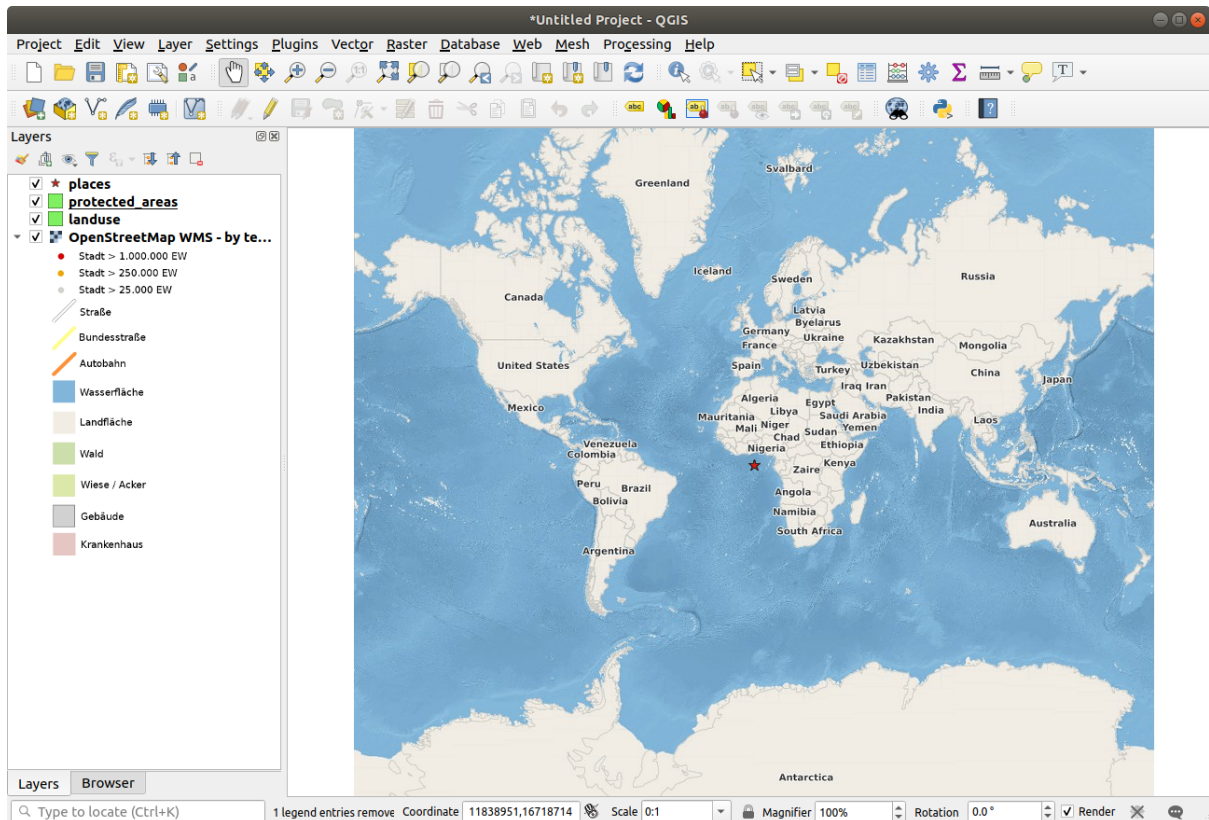 *Untitled Project - QGIS
Project Edit View Layer Settings Plugins Vector Raster Database Web Mesh Processing Help
Layers
places
protected_areas
landuse
OpenStreetMap WMS - by te...
Stadt > 1.000.000 EW
Stadt > 250.000 EW
Stadt > 25.000 EW
Straße
Bundesstraße
Autobahn
Wasserfläche
Landfläche
Wald
Wiese / Acker
Gebäude
Krankenhaus
Svalbard
Greenland
Iceland
Sweden
Russia
Canada
Latvia
Byelarus
Germany
Ukraine
France
Kazakhstan
Mongolia
United States
Spain
Turkey
Uzbekistan
China
Japan
Iraq Iran
Algeria
Egypt
Pakistan
Mexico
Mauritania
Libya
Saudi Arabia
India
Mali
Niger
Chad
Sudan
Yemen
Laos
Venezuela
Nigeria
Ethiopia
Colombia
Zaire
Kenya
Peru
Brazil
Bolivia
Angola
Namibia
South Africa
Australia
Argentina
Antarctica
Layers Browser
Type to locate (Ctrl+K) 1 legend entries remove Coordinate 11838951,16718714 Scale 0:1 Magnifier 100% Rotation 0.0 ° Render